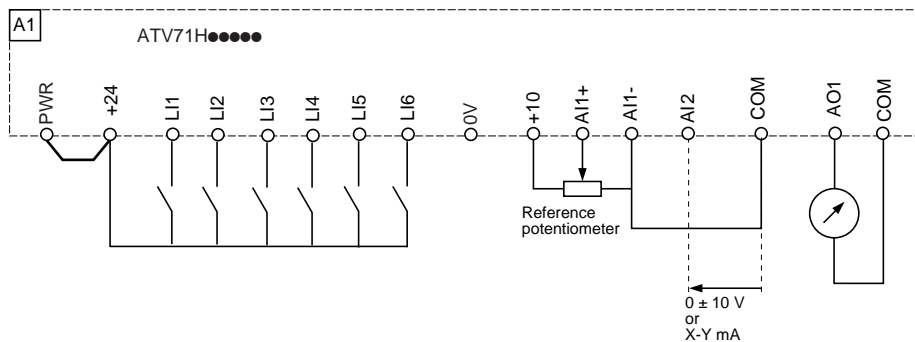 A1
ATV71H●●●●●
PWR
+24
LI1
LI2
LI3
LI4
LI5
LI6
0V
+10
AI1+
AI1-
AI2
COM
AO1
COM
Reference
potentiometer
0 ± 10 V
or
X-Y mA